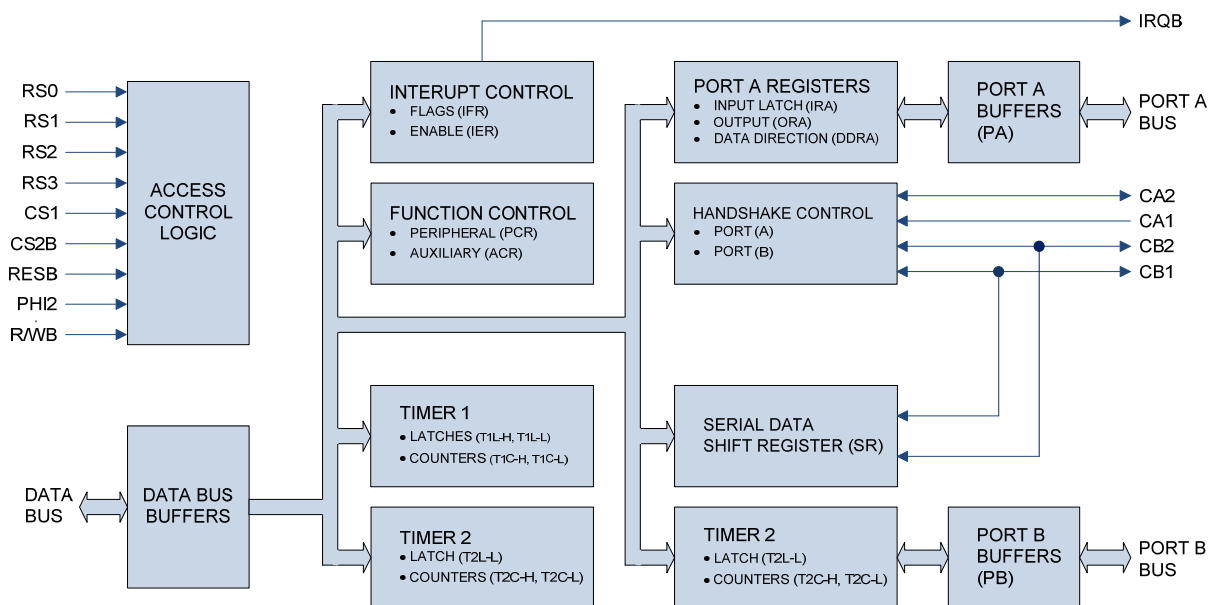 IRQB
RS0
RS1
RS2
RS3
CS1
CS2B
RESB
PHI2
R/WB
ACCESS
CONTROL
LOGIC
INTERUPT CONTROL
• FLAGS (IFR)
• ENABLE (IER)
PORT A REGISTERS
• INPUT LATCH (IRA)
• OUTPUT (ORA)
• DATA DIRECTION (DDRA)
PORT A
BUFFERS
(PA)
PORT A
BUS
FUNCTION CONTROL
• PERIPHERAL (PCR)
• AUXILIARY (ACR)
HANDSHAKE CONTROL
• PORT (A)
• PORT (B)
CA2
CA1
CB2
CB1
TIMER 1
• LATCHES (T1L-H, T1L-L)
• COUNTERS (T1C-H, T1C-L)
SERIAL DATA
SHIFT REGISTER (SR)
DATA
BUS
DATA BUS
BUFFERS
TIMER 2
• LATCH (T2L-L)
• COUNTERS (T2C-H, T2C-L)
TIMER 2
• LATCH (T2L-L)
• COUNTERS (T2C-H, T2C-L)
PORT B
BUFFERS
(PB)
PORT B
BUS